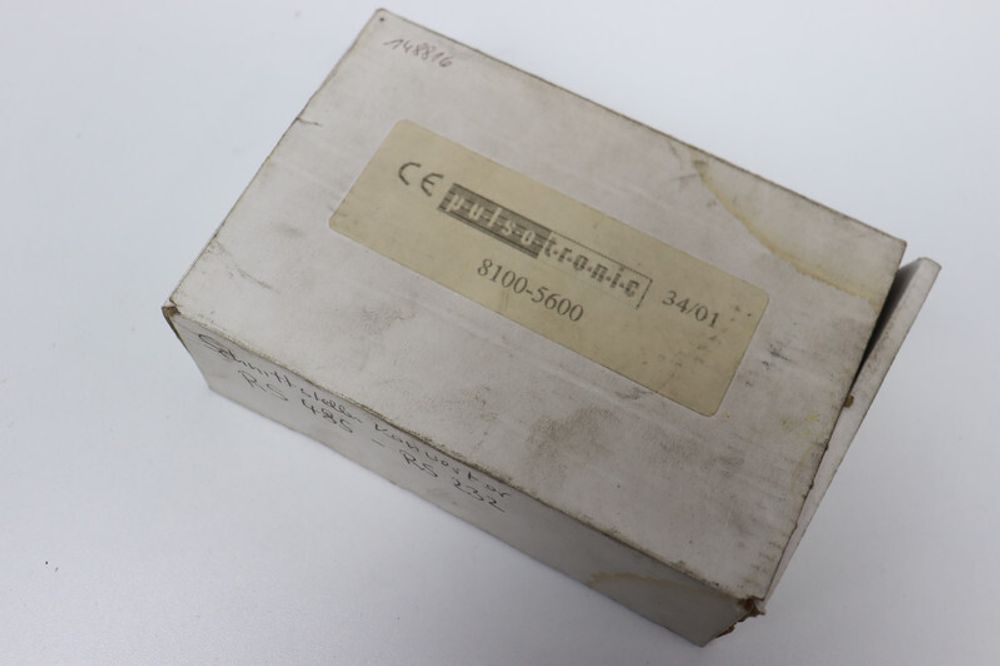 148816
CE pulsotronic 34/01
8100-5600
Schnittstellen Konverter
RS 485 - RS 232